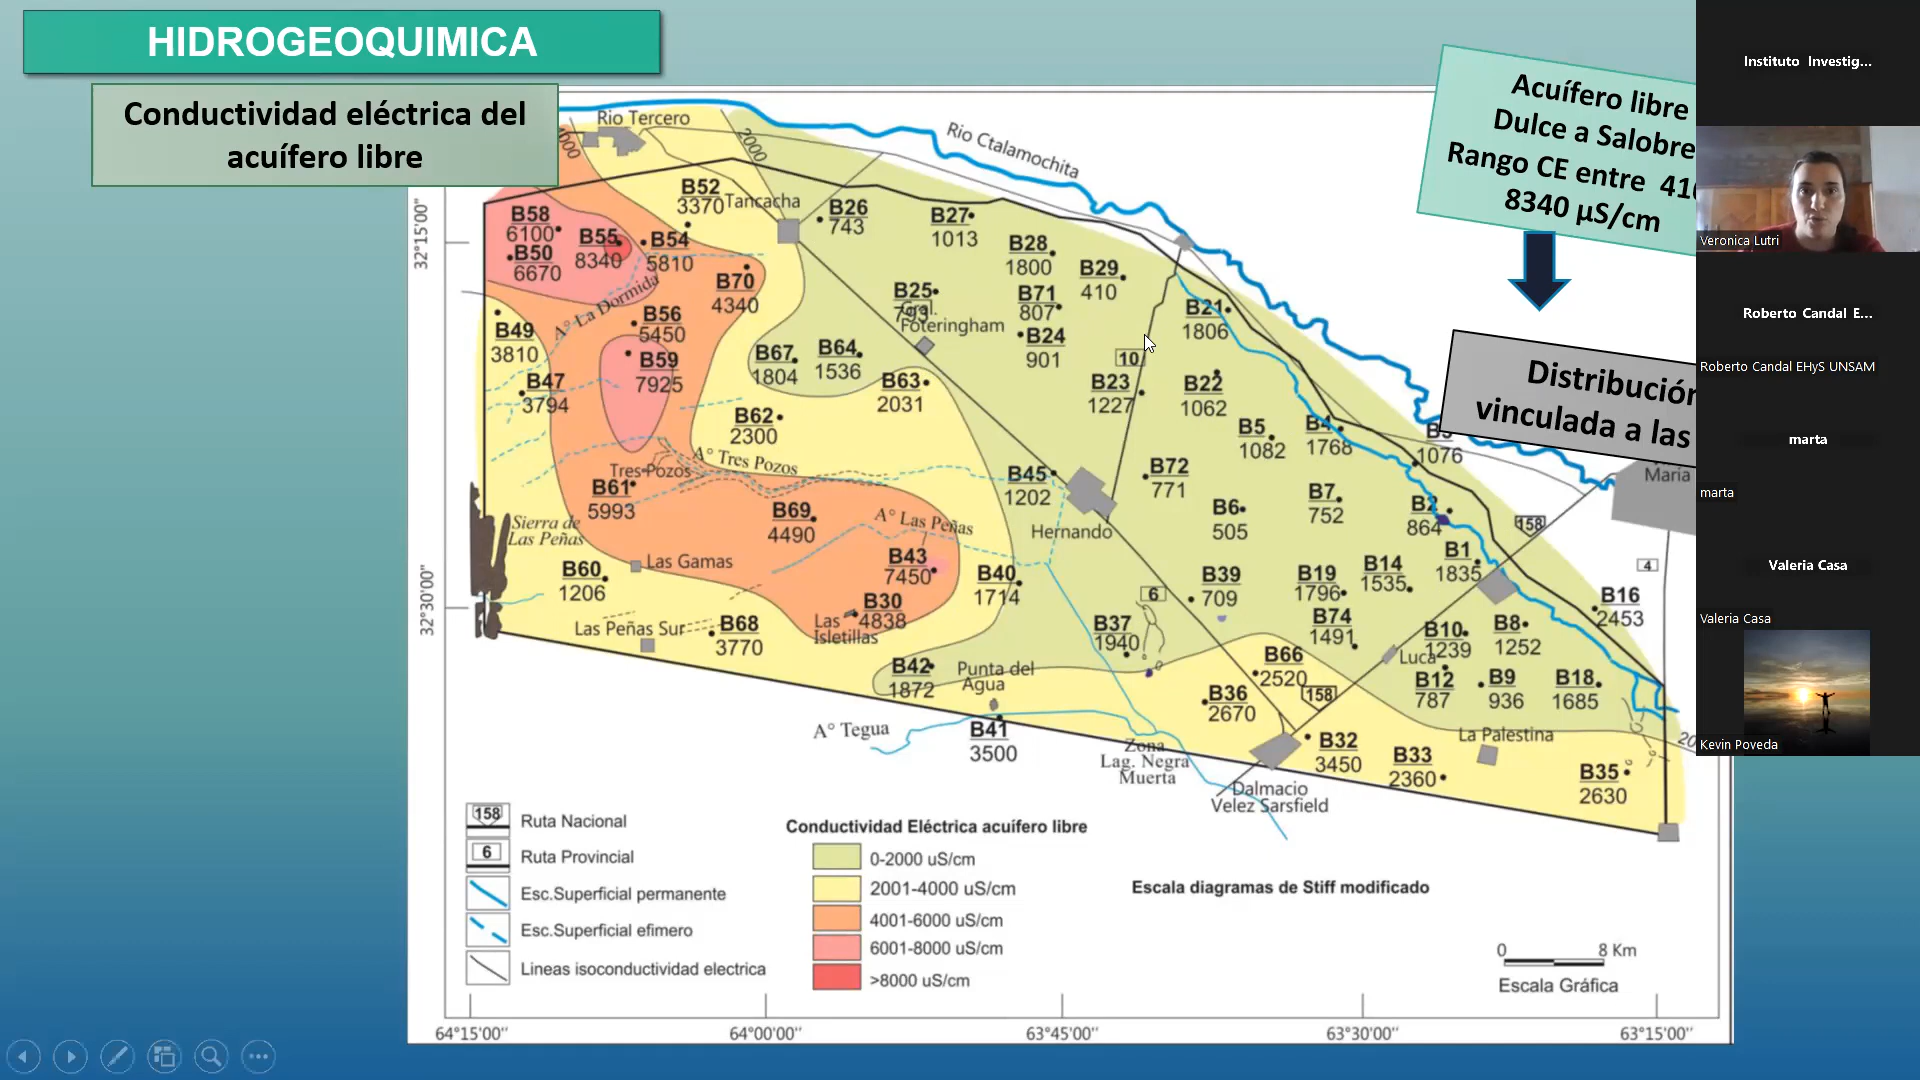 HIDROGEOQUIMICA
Conductividad eléctrica del
acuífero libre
Acuífero libre
Dulce a Salobre
Rango CE entre 41
8340 µS/cm
Distribución
vinculada a las
Rio Tercero
Rio Ctalamochita
2000
Tancacha
B52
3370
B26
743
B27
1013
B58
6100
B50
6670
B55
8340
B54
5810
B28
1800
B29
410
B70
4340
B25
793
Gral.
Foteringham
B71
807
B24
901
B21
1806
A° La Dormida
B49
3810
B56
5450
B59
7925
B67
1804
B64
1536
B63
2031
10
B47
3794
B23
1227
B22
1062
B62
2300
B5
1082
B4
1768
1076
A° Tres Pozos
Tres Pozos
B61
5993
B45
1202
B72
771
Hernando
B6
505
B7
752
B2
864
158
Maria
B69
4490
A° Las Peñas
Sierra de
Las Peñas
Las Gamas
B43
7450
B40
1714
B60
1206
B30
4838
Las
Isletillas
B39
709
B19
1796
B14
1535
B1
1835
4
B16
2453
6
Las Peñas Sur
B68
3770
B37
1940
B74
1491
B10
1239
B8
1252
Luca
B42
1872
Punta del
Agua
B66
2520
158
B36
2670
B12
787
B9
936
B18
1685
A° Tegua
B41
3500
Zona
Lag. Negra
Muerta
B32
3450
B33
2360
La Palestina
B35
2630
Dalmacio
Velez Sarsfield
32°15'00"
32°30'00"
158
Ruta Nacional
6
Ruta Provincial
Esc.Superficial permanente
Esc.Superficial efimero
Lineas isoconductividad electrica
Conductividad Eléctrica acuífero libre
0-2000 uS/cm
2001-4000 uS/cm
4001-6000 uS/cm
6001-8000 uS/cm
>8000 uS/cm
Escala diagramas de Stiff modificado
0 8 Km
Escala Gráfica
64°15'00" 64°00'00" 63°45'00" 63°30'00" 63°15'00"
Instituto Investig...
Veronica Lutri
Roberto Candal E...
Roberto Candal EHyS UNSAM
marta
marta
Valeria Casa
Valeria Casa
Kevin Poveda